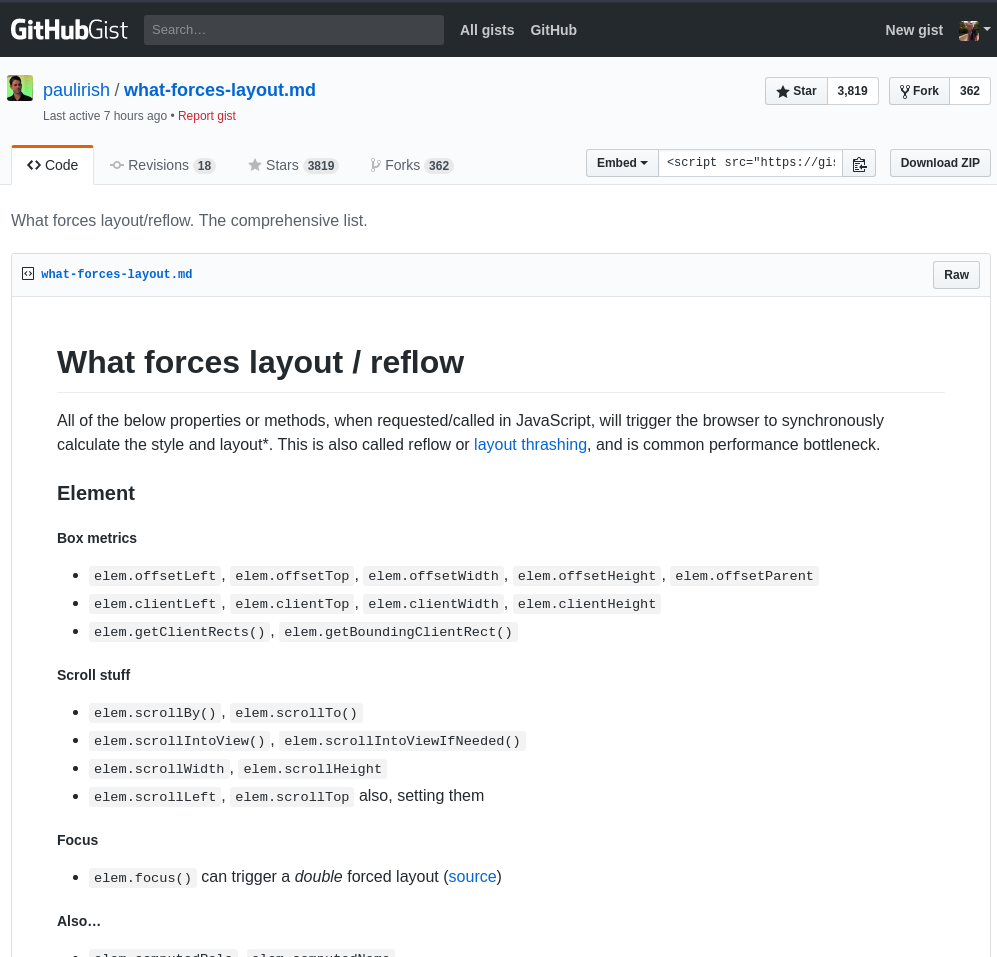 GitHubGist Search… All gists GitHub New gist
paulirish / what-forces-layout.md Star 3,819 Fork 362
Last active 7 hours ago • Report gist
Code Revisions 18 Stars 3819 Forks 362 Embed <script src="https://gis Download ZIP
What forces layout/reflow. The comprehensive list.
what-forces-layout.md Raw
What forces layout / reflow
All of the below properties or methods, when requested/called in JavaScript, will trigger the browser to synchronously
calculate the style and layout*. This is also called reflow or layout thrashing, and is common performance bottleneck.
Element
Box metrics
• elem.offsetLeft, elem.offsetTop, elem.offsetWidth, elem.offsetHeight, elem.offsetParent
• elem.clientLeft, elem.clientTop, elem.clientWidth, elem.clientHeight
• elem.getClientRects(), elem.getBoundingClientRect()
Scroll stuff
• elem.scrollBy(), elem.scrollTo()
• elem.scrollIntoView(), elem.scrollIntoViewIfNeeded()
• elem.scrollWidth, elem.scrollHeight
• elem.scrollLeft, elem.scrollTop also, setting them
Focus
• elem.focus() can trigger a double forced layout (source)
Also…